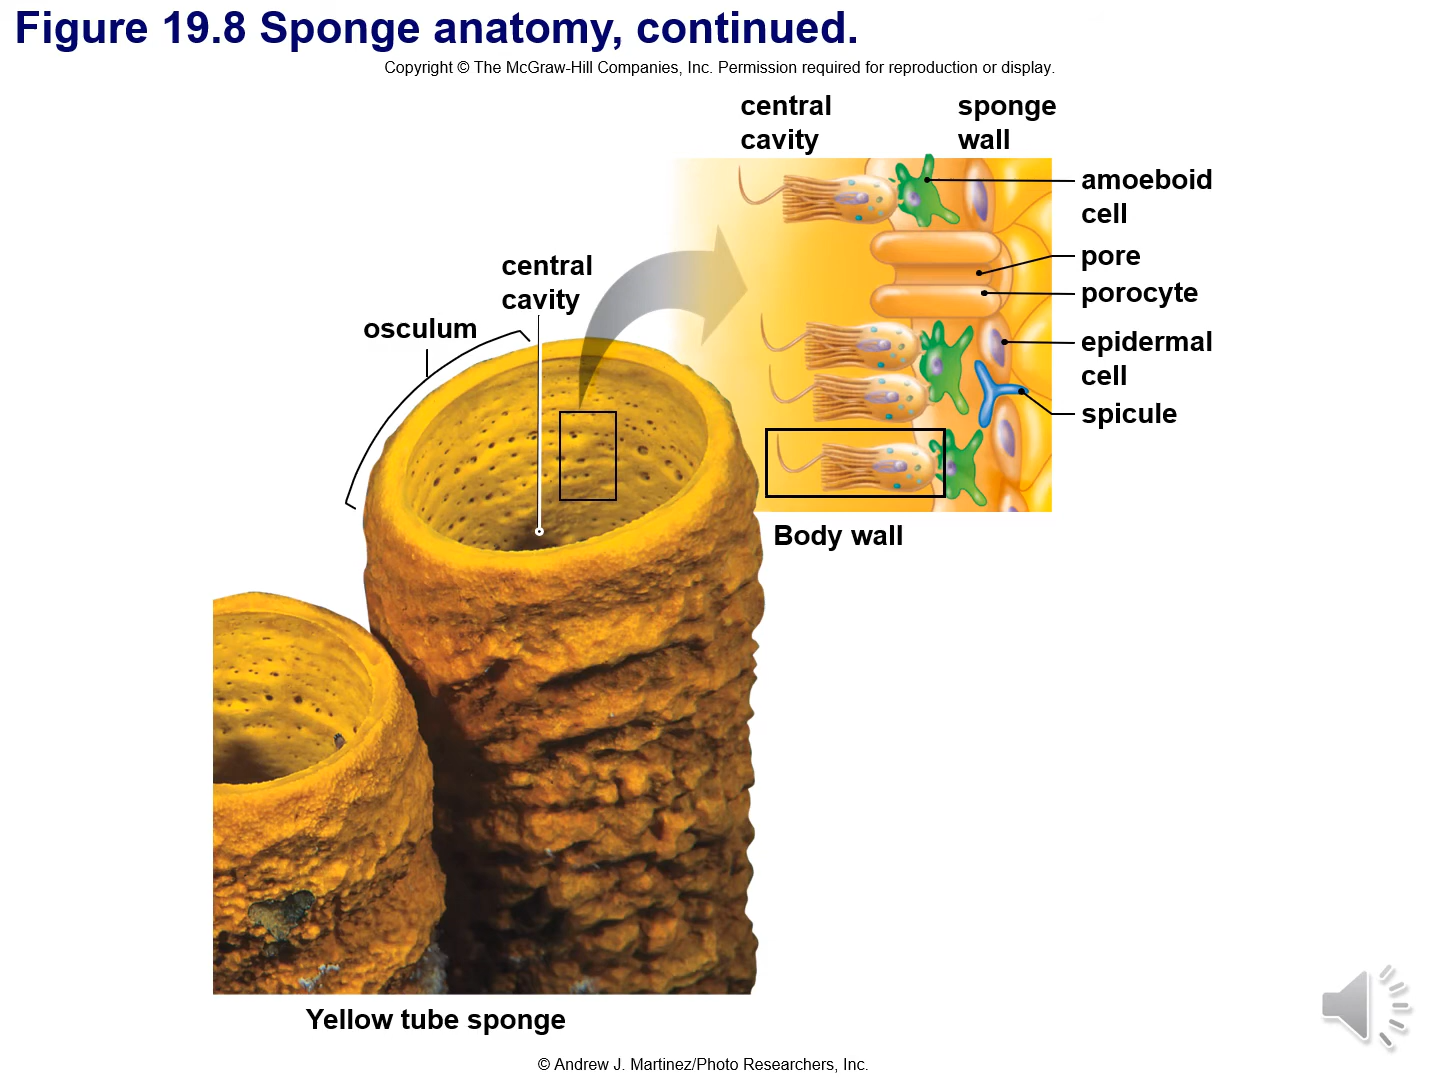 Figure 19.8 Sponge anatomy, continued.
Copyright © The McGraw-Hill Companies, Inc. Permission required for reproduction or display.
central
cavity
sponge
wall
amoeboid
cell
pore
porocyte
epidermal
cell
spicule
central
cavity
osculum
Body wall
Yellow tube sponge
© Andrew J. Martinez/Photo Researchers, Inc.